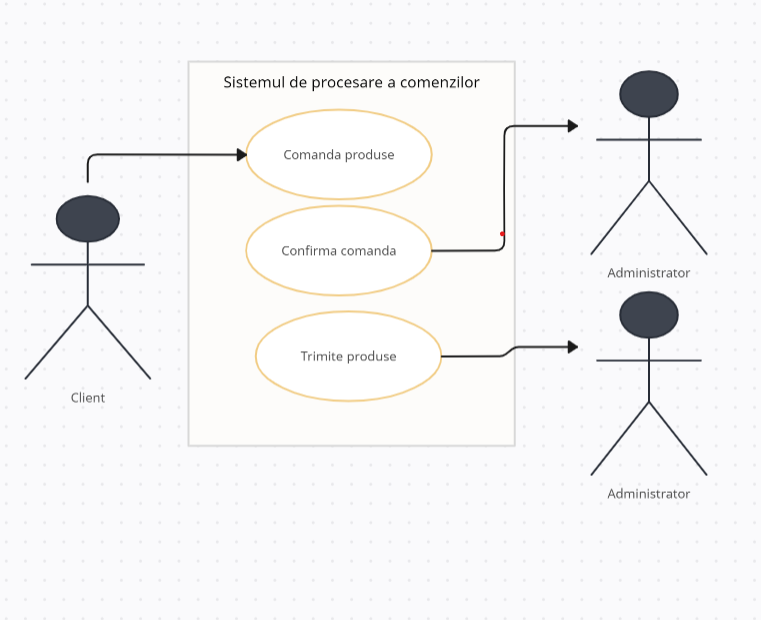 Sistemul de procesare a comenzilor
Comanda produse
Confirma comanda
Administrator
Trimite produse
Client
Administrator